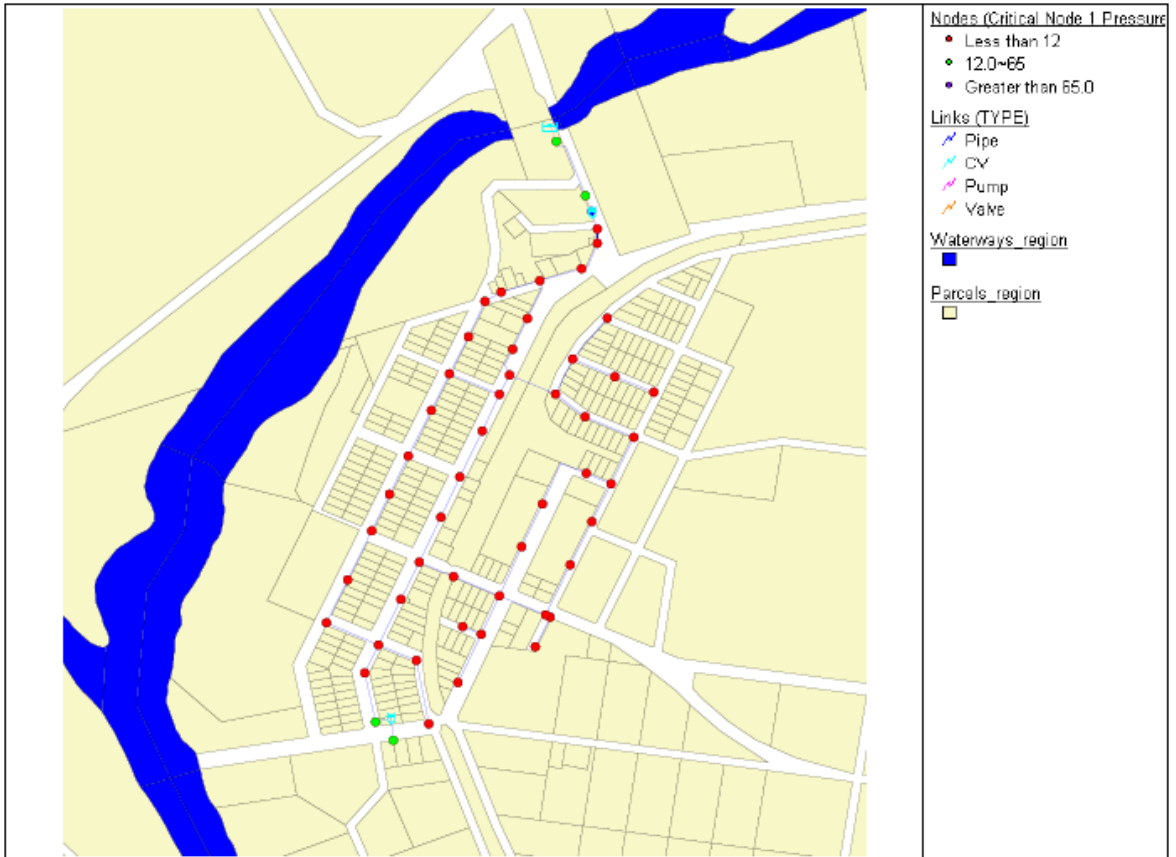 Nodes (Critical Node 1 Pressure
Less than 12
12.0~65
Greater than 65.0
Links (TYPE)
Pipe
CV
Pump
Valve
Waterways_region
Parcels_region